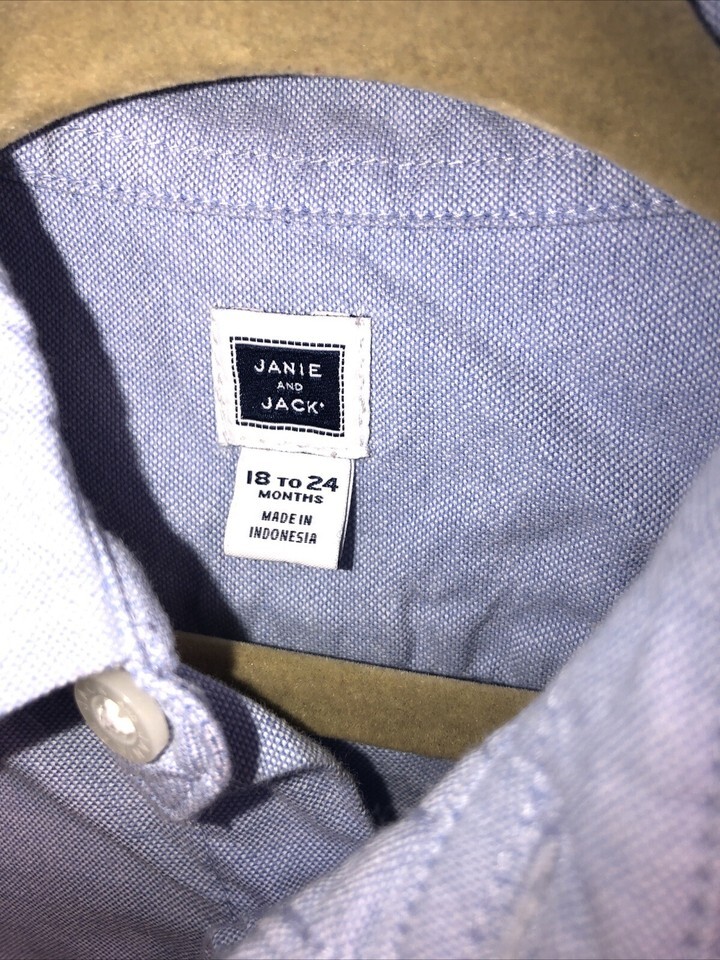 JANIE
AND
JACK
18 TO 24
MONTHS
MADE IN
INDONESIA